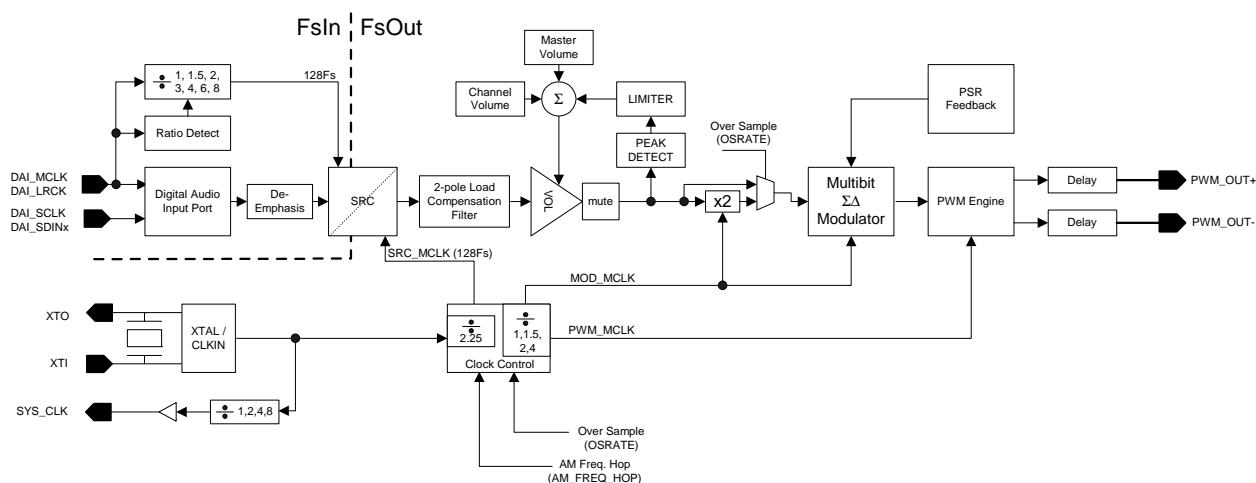 FsIn
FsOut
Master
Volume
÷ 1, 1.5, 2,
3, 4, 6, 8
128Fs
Channel
Volume
Σ
LIMITER
PSR
Feedback
Ratio Detect
PEAK
DETECT
Over Sample
(OSRATE)
DAI_MCLK
DAI_LRCK
DAI_SCLK
DAI_SDINx
Digital Audio
Input Port
De-
Emphasis
SRC
2-pole Load
Compensation
Filter
VOL
mute
x2
Multibit
ΣΔ
Modulator
PWM Engine
Delay
PWM_OUT+
Delay
PWM_OUT-
SRC_MCLK (128Fs)
MOD_MCLK
XTO
XTI
XTAL /
CLKIN
÷
2.25
÷
1,1.5,
2,4
Clock Control
PWM_MCLK
SYS_CLK
÷ 1,2,4,8
Over Sample
(OSRATE)
AM Freq. Hop
(AM_FREQ_HOP)